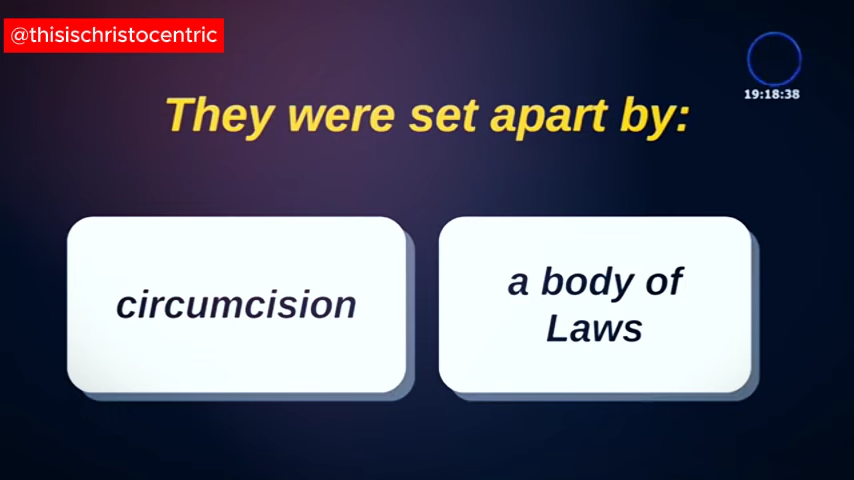 @thisischristocentric
19:18:38
They were set apart by:
circumcision
a body of
Laws